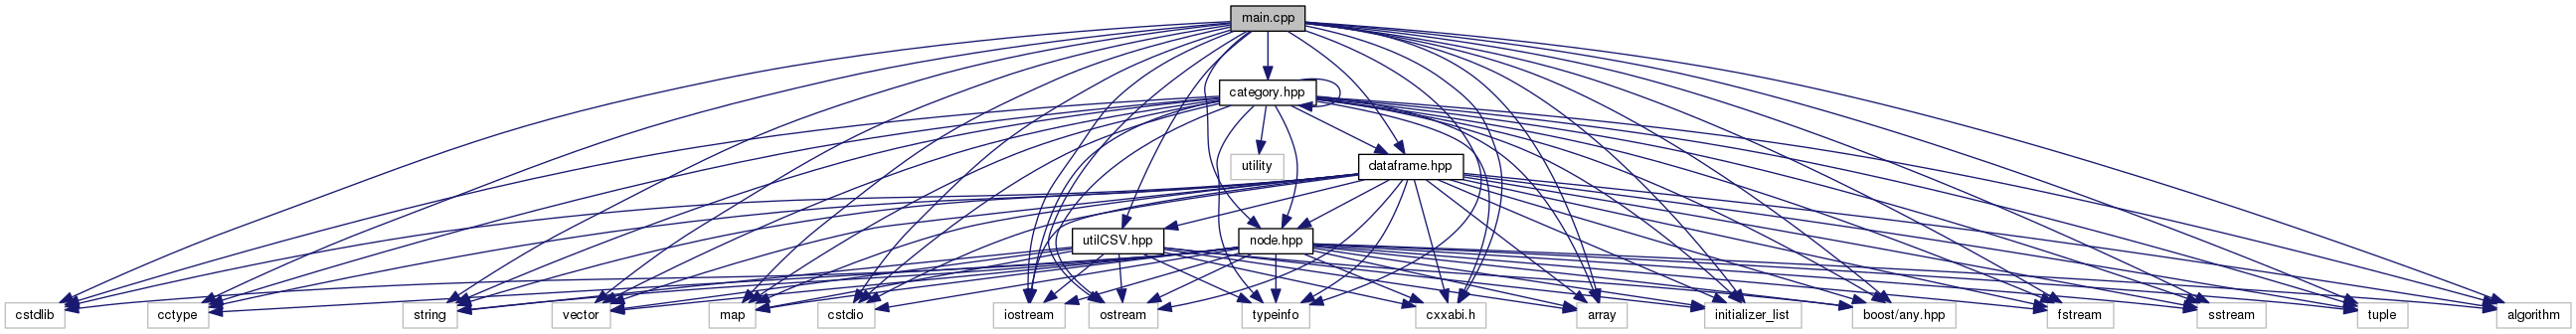 main.cpp
category.hpp
utility
dataframe.hpp
utilCSV.hpp
node.hpp
cstdlib
cctype
string
vector
map
cstdio
iostream
ostream
typeinfo
cxxabi.h
array
initializer_list
boost/any.hpp
fstream
sstream
tuple
algorithm